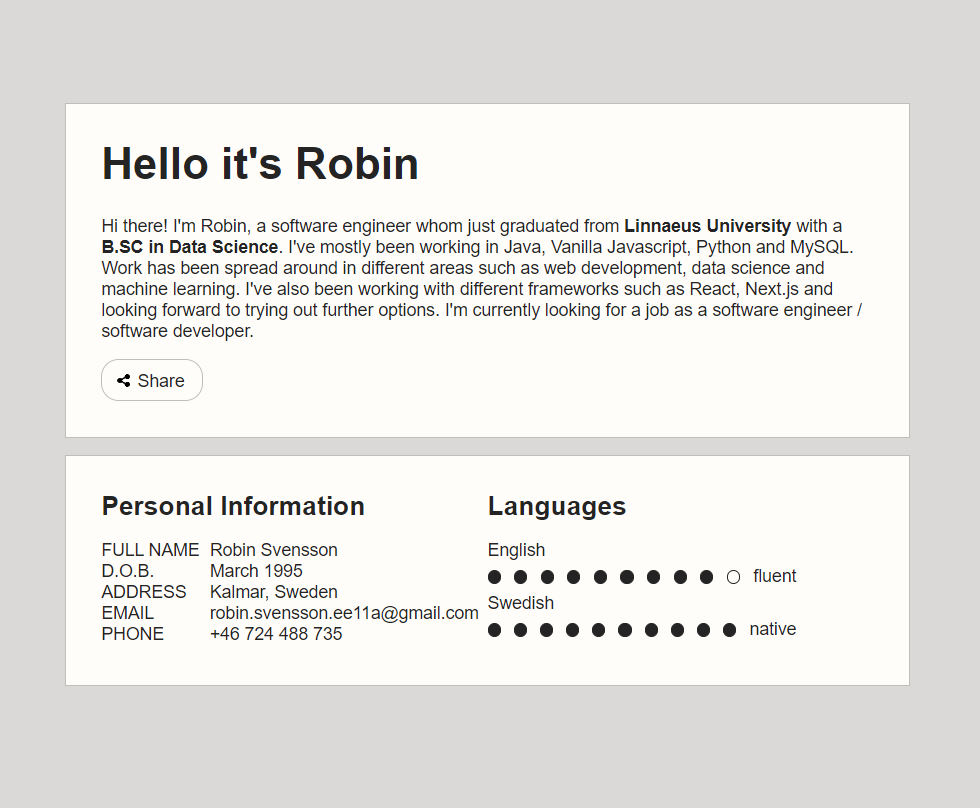 Hello it's Robin
Hi there! I'm Robin, a software engineer whom just graduated from Linnaeus University with a
B.SC in Data Science. I've mostly been working in Java, Vanilla Javascript, Python and MySQL.
Work has been spread around in different areas such as web development, data science and
machine learning. I've also been working with different frameworks such as React, Next.js and
looking forward to trying out further options. I'm currently looking for a job as a software engineer /
software developer.
Share
Personal Information
FULL NAME Robin Svensson
D.O.B. March 1995
ADDRESS Kalmar, Sweden
EMAIL robin.svensson.ee11a@gmail.com
PHONE +46 724 488 735
Languages
English
fluent
Swedish
native